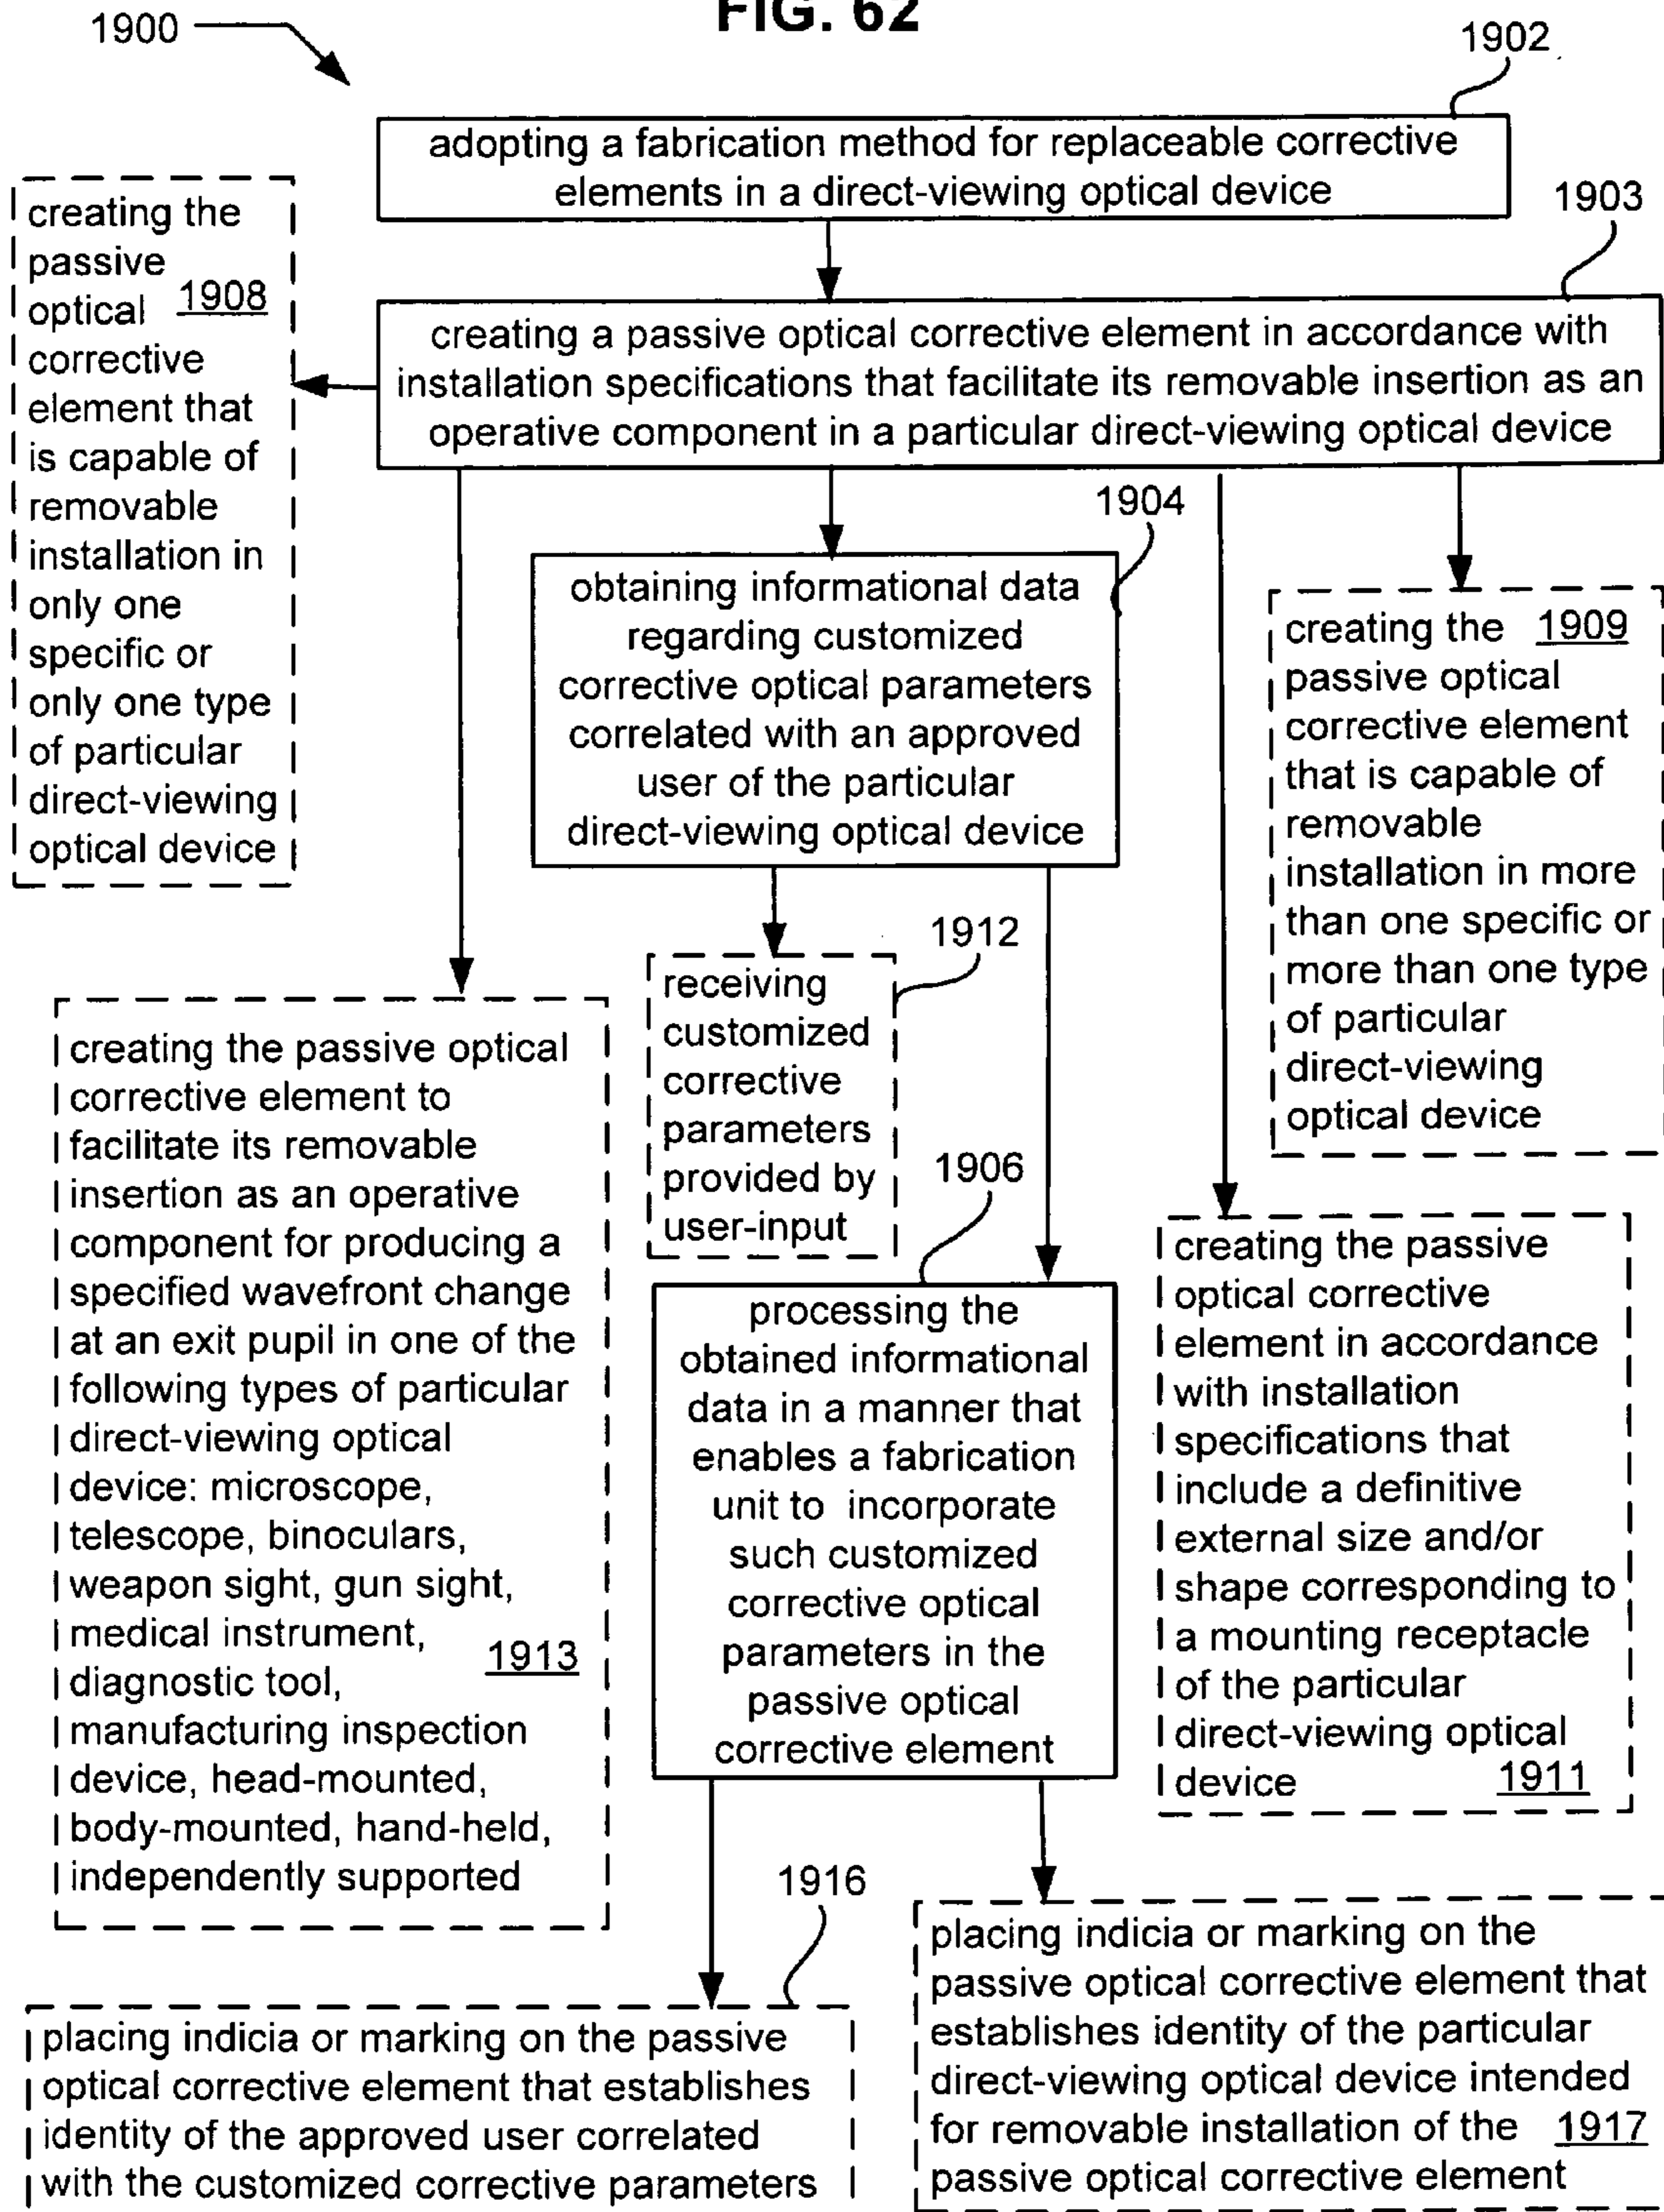 FIG. 62
1900
1902
adopting a fabrication method for replaceable corrective
elements in a direct-viewing optical device
1903
creating a passive optical corrective element in accordance with
installation specifications that facilitate its removable insertion as an
operative component in a particular direct-viewing optical device
creating the
passive
optical 1908
corrective
element that
is capable of
removable
installation in
only one
specific or
only one type
of particular
direct-viewing
optical device
1904
obtaining informational data
regarding customized
corrective optical parameters
correlated with an approved
user of the particular
direct-viewing optical device
creating the 1909
passive optical
corrective element
that is capable of
removable
installation in more
than one specific or
more than one type
of particular
direct-viewing
optical device
1912
receiving
customized
corrective
parameters
provided by
user-input
creating the passive optical
corrective element to
facilitate its removable
insertion as an operative
component for producing a
specified wavefront change
at an exit pupil in one of the
following types of particular
direct-viewing optical
device: microscope,
telescope, binoculars,
weapon sight, gun sight,
medical instrument,
1913
diagnostic tool,
manufacturing inspection
device, head-mounted,
body-mounted, hand-held,
independently supported
1906
processing the
obtained informational
data in a manner that
enables a fabrication
unit to incorporate
such customized
corrective optical
parameters in the
passive optical
corrective element
creating the passive
optical corrective
element in accordance
with installation
specifications that
include a definitive
external size and/or
shape corresponding to
a mounting receptacle
of the particular
direct-viewing optical
device 1911
1916
placing indicia or marking on the passive
optical corrective element that establishes
identity of the approved user correlated
with the customized corrective parameters
placing indicia or marking on the
passive optical corrective element that
establishes identity of the particular
direct-viewing optical device intended
for removable installation of the 1917
passive optical corrective element